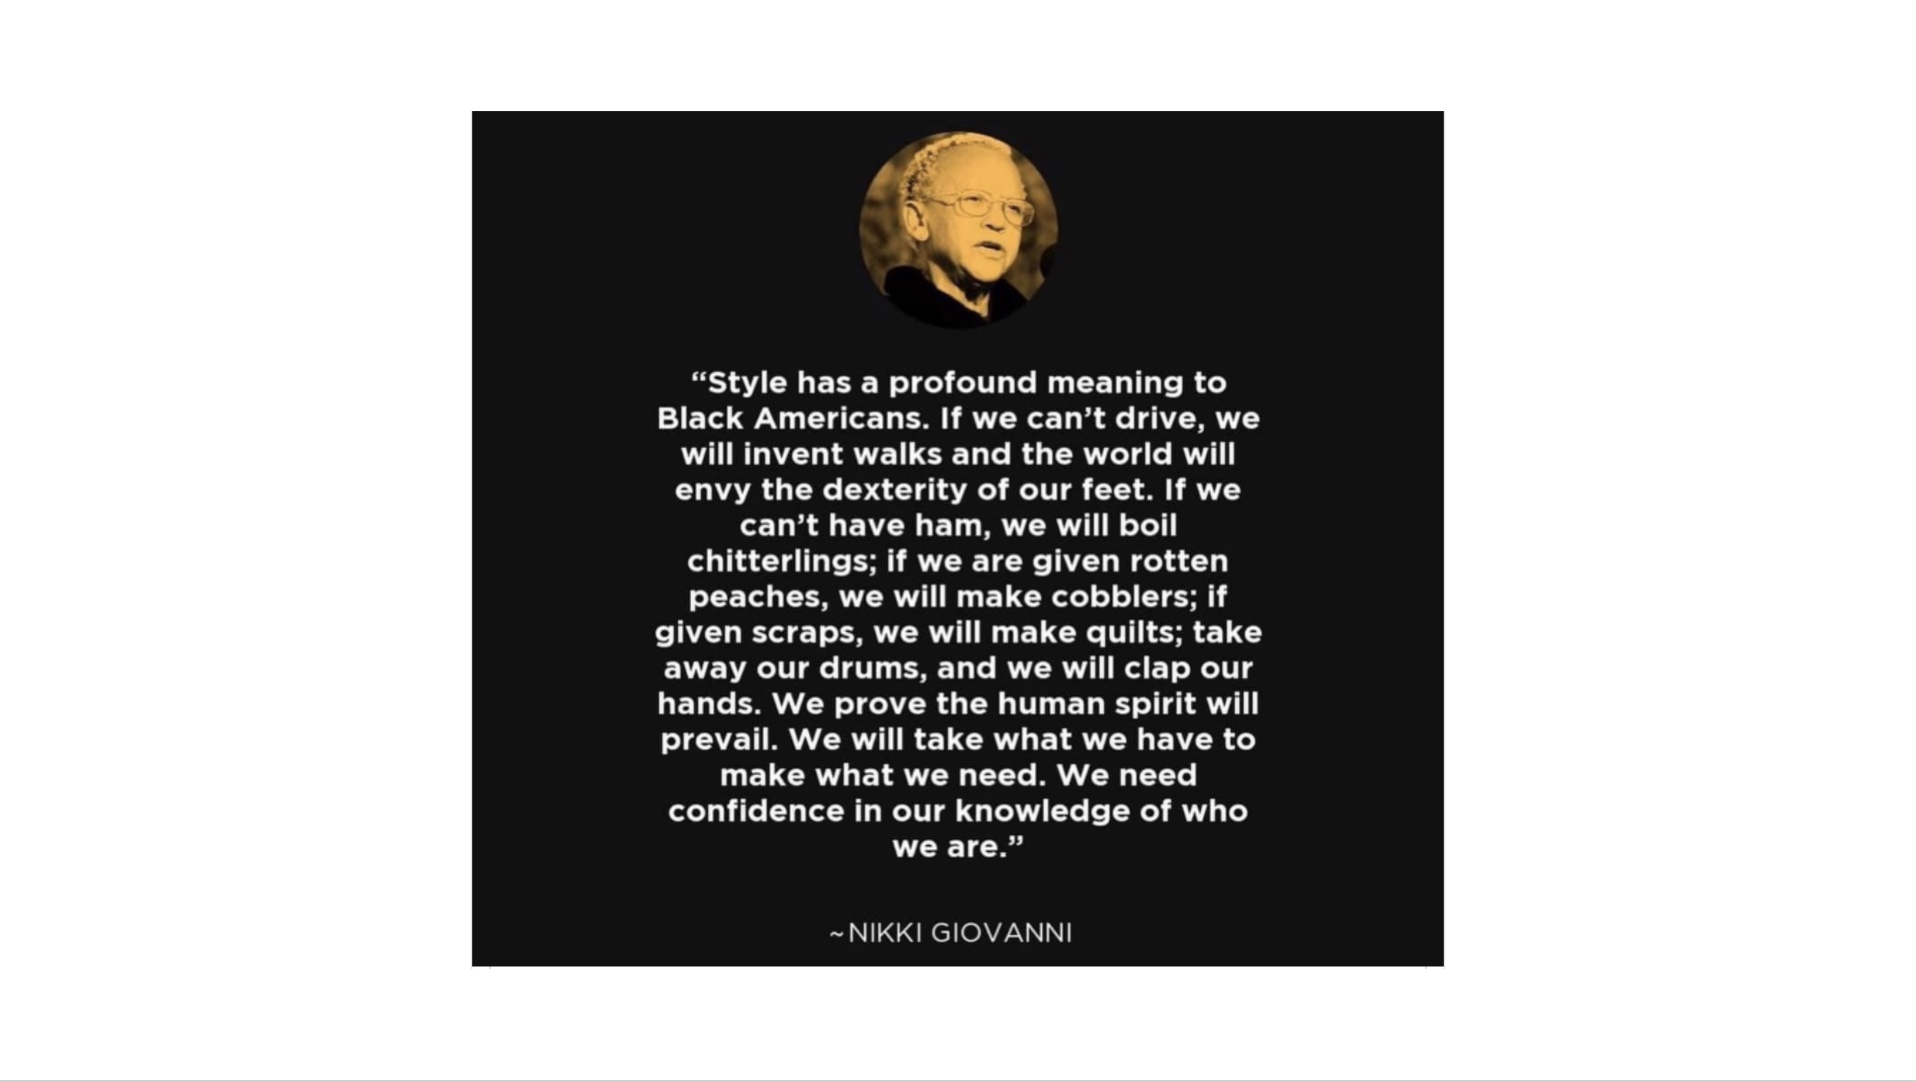 “Style has a profound meaning to
Black Americans. If we can’t drive, we
will invent walks and the world will
envy the dexterity of our feet. If we
can’t have ham, we will boil
chitterlings; if we are given rotten
peaches, we will make cobblers; if
given scraps, we will make quilts; take
away our drums, and we will clap our
hands. We prove the human spirit will
prevail. We will take what we have to
make what we need. We need
confidence in our knowledge of who
we are.”
~NIKKI GIOVANNI